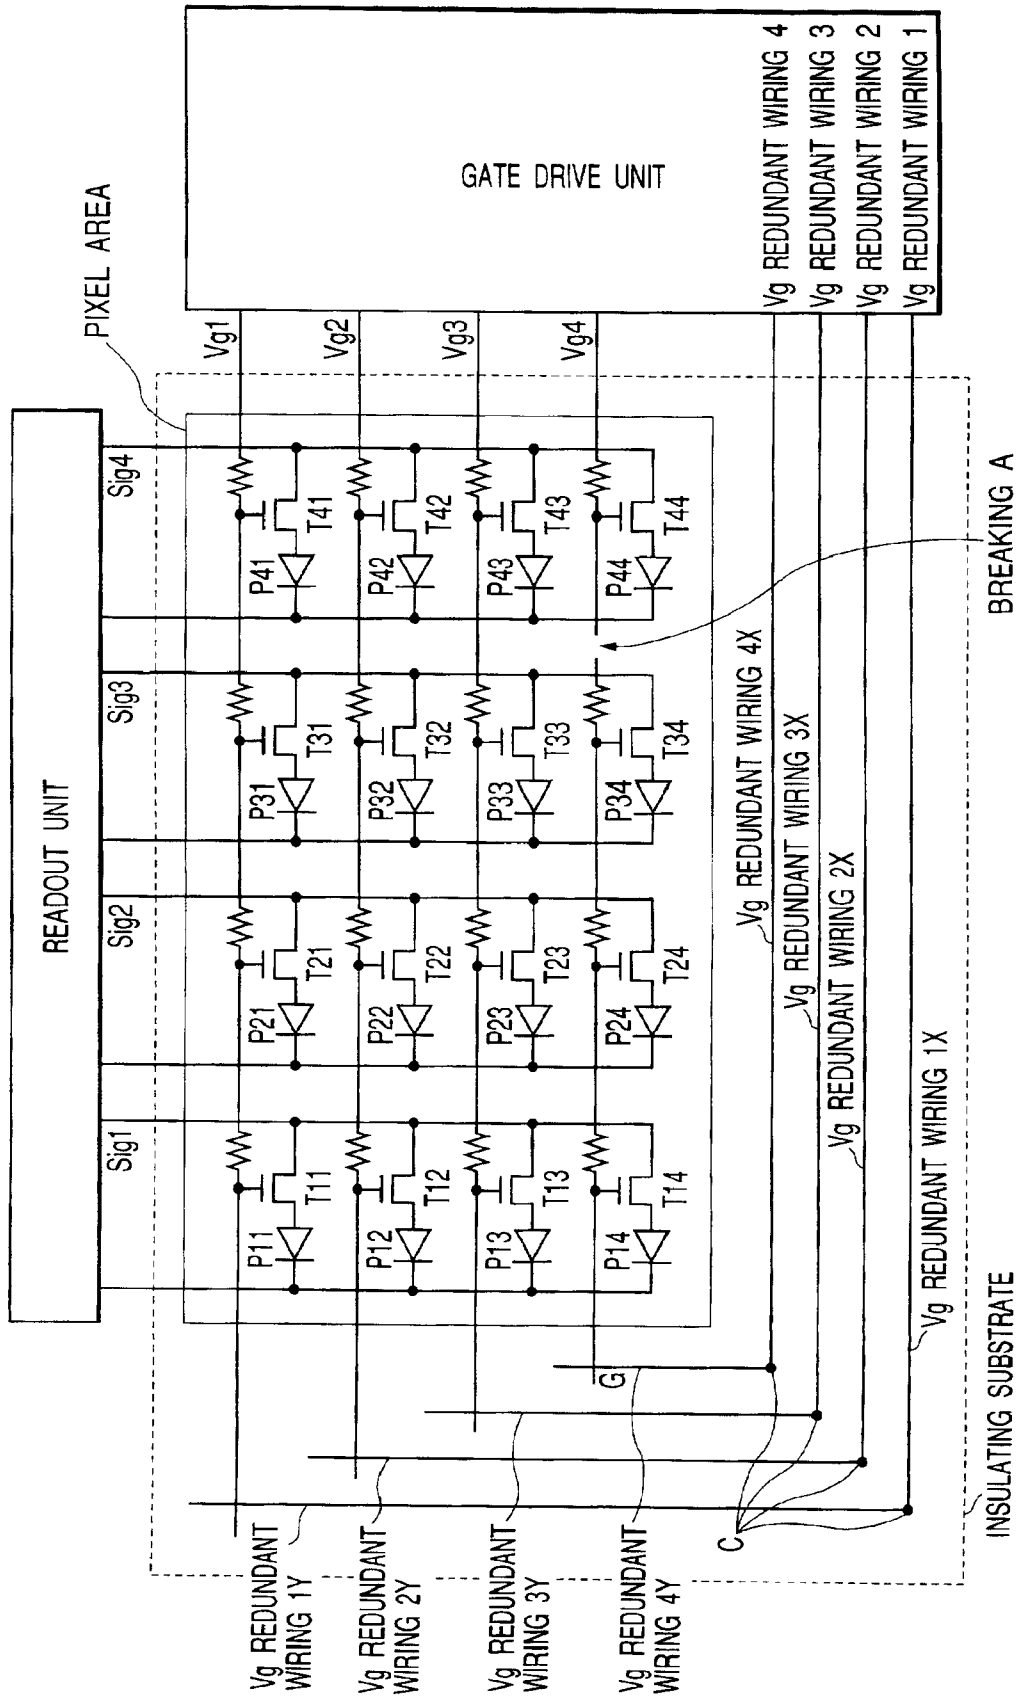 READOUT UNIT
PIXEL AREA
GATE DRIVE UNIT
Sig1
Sig2
Sig3
Sig4
Vg1
Vg2
Vg3
Vg4
P11
T11
P21
T21
P31
T31
P41
T41
P12
T12
P22
T22
P32
T32
P42
T42
P13
T13
P23
T23
P33
T33
P43
T43
P14
T14
P24
T24
P34
T34
P44
T44
Vg REDUNDANT WIRING 4
Vg REDUNDANT WIRING 3
Vg REDUNDANT WIRING 2
Vg REDUNDANT WIRING 1
Vg REDUNDANT
WIRING 1Y
Vg REDUNDANT
WIRING 2Y
Vg REDUNDANT
WIRING 3Y
Vg REDUNDANT
WIRING 4Y
G
C
Vg REDUNDANT WIRING 4X
Vg REDUNDANT WIRING 3X
Vg REDUNDANT WIRING 2X
Vg REDUNDANT WIRING 1X
INSULATING SUBSTRATE
BREAKING A